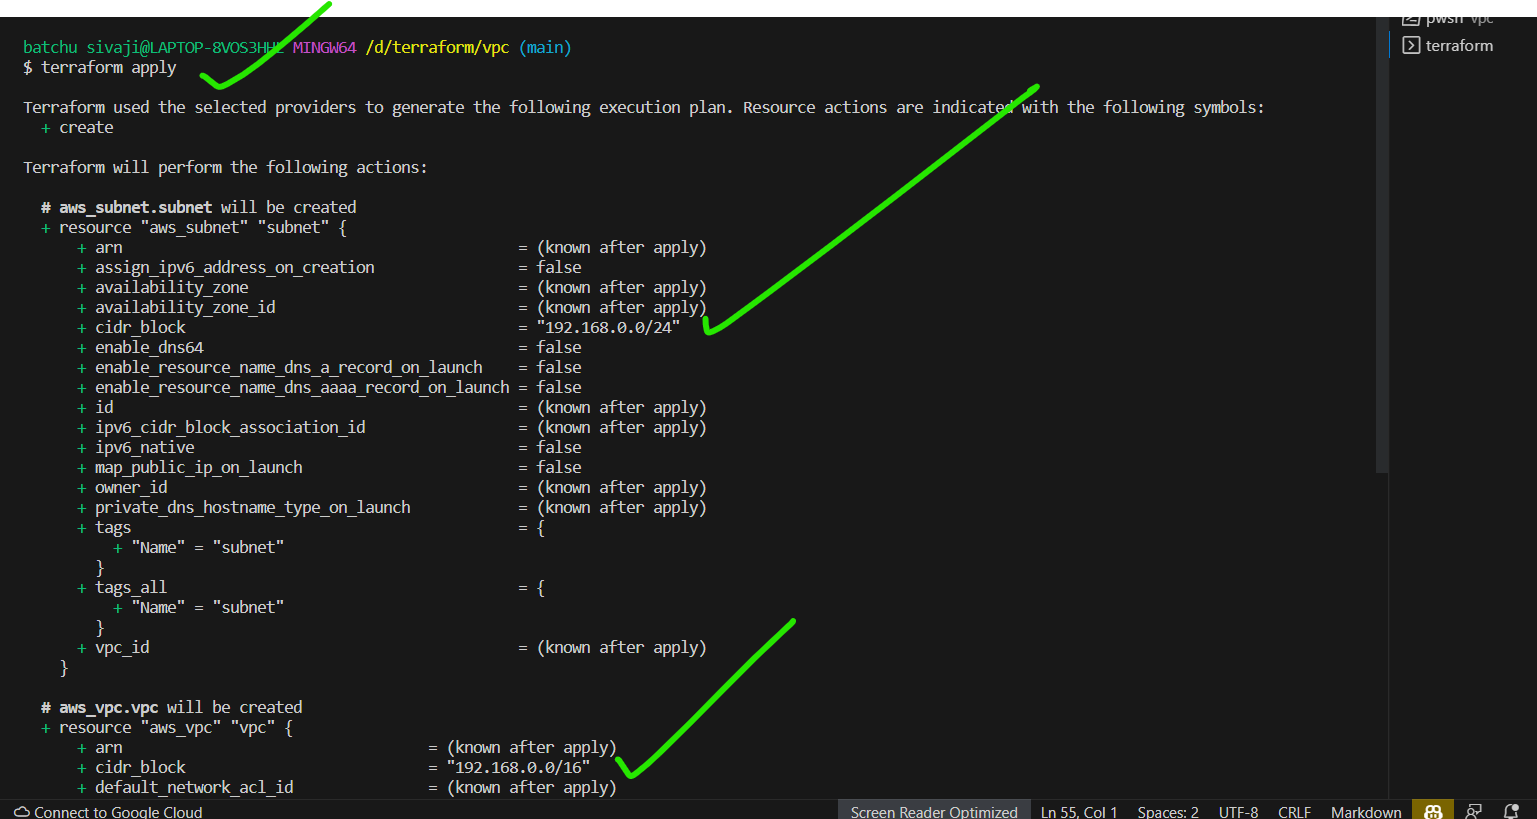 batchu sivaji@LAPTOP-8VOS3HHL MINGW64 /d/terraform/vpc (main)
$ terraform apply
Terraform used the selected providers to generate the following execution plan. Resource actions are indicated with the following symbols:
+ create
Terraform will perform the following actions:
# aws_subnet.subnet will be created
+ resource "aws_subnet" "subnet" {
+ arn = (known after apply)
+ assign_ipv6_address_on_creation = false
+ availability_zone = (known after apply)
+ availability_zone_id = (known after apply)
+ cidr_block = "192.168.0.0/24"
+ enable_dns64 = false
+ enable_resource_name_dns_a_record_on_launch = false
+ enable_resource_name_dns_aaaa_record_on_launch = false
+ id = (known after apply)
+ ipv6_cidr_block_association_id = (known after apply)
+ ipv6_native = false
+ map_public_ip_on_launch = false
+ owner_id = (known after apply)
+ private_dns_hostname_type_on_launch = (known after apply)
+ tags = {
+ "Name" = "subnet"
}
+ tags_all = {
+ "Name" = "subnet"
}
+ vpc_id = (known after apply)
}
# aws_vpc.vpc will be created
+ resource "aws_vpc" "vpc" {
+ arn = (known after apply)
+ cidr_block = "192.168.0.0/16"
+ default_network_acl_id = (known after apply)
pwsh vpc
terraform
Connect to Google Cloud
Screen Reader Optimized
Ln 55, Col 1
Spaces: 2
UTF-8
CRLF
Markdown